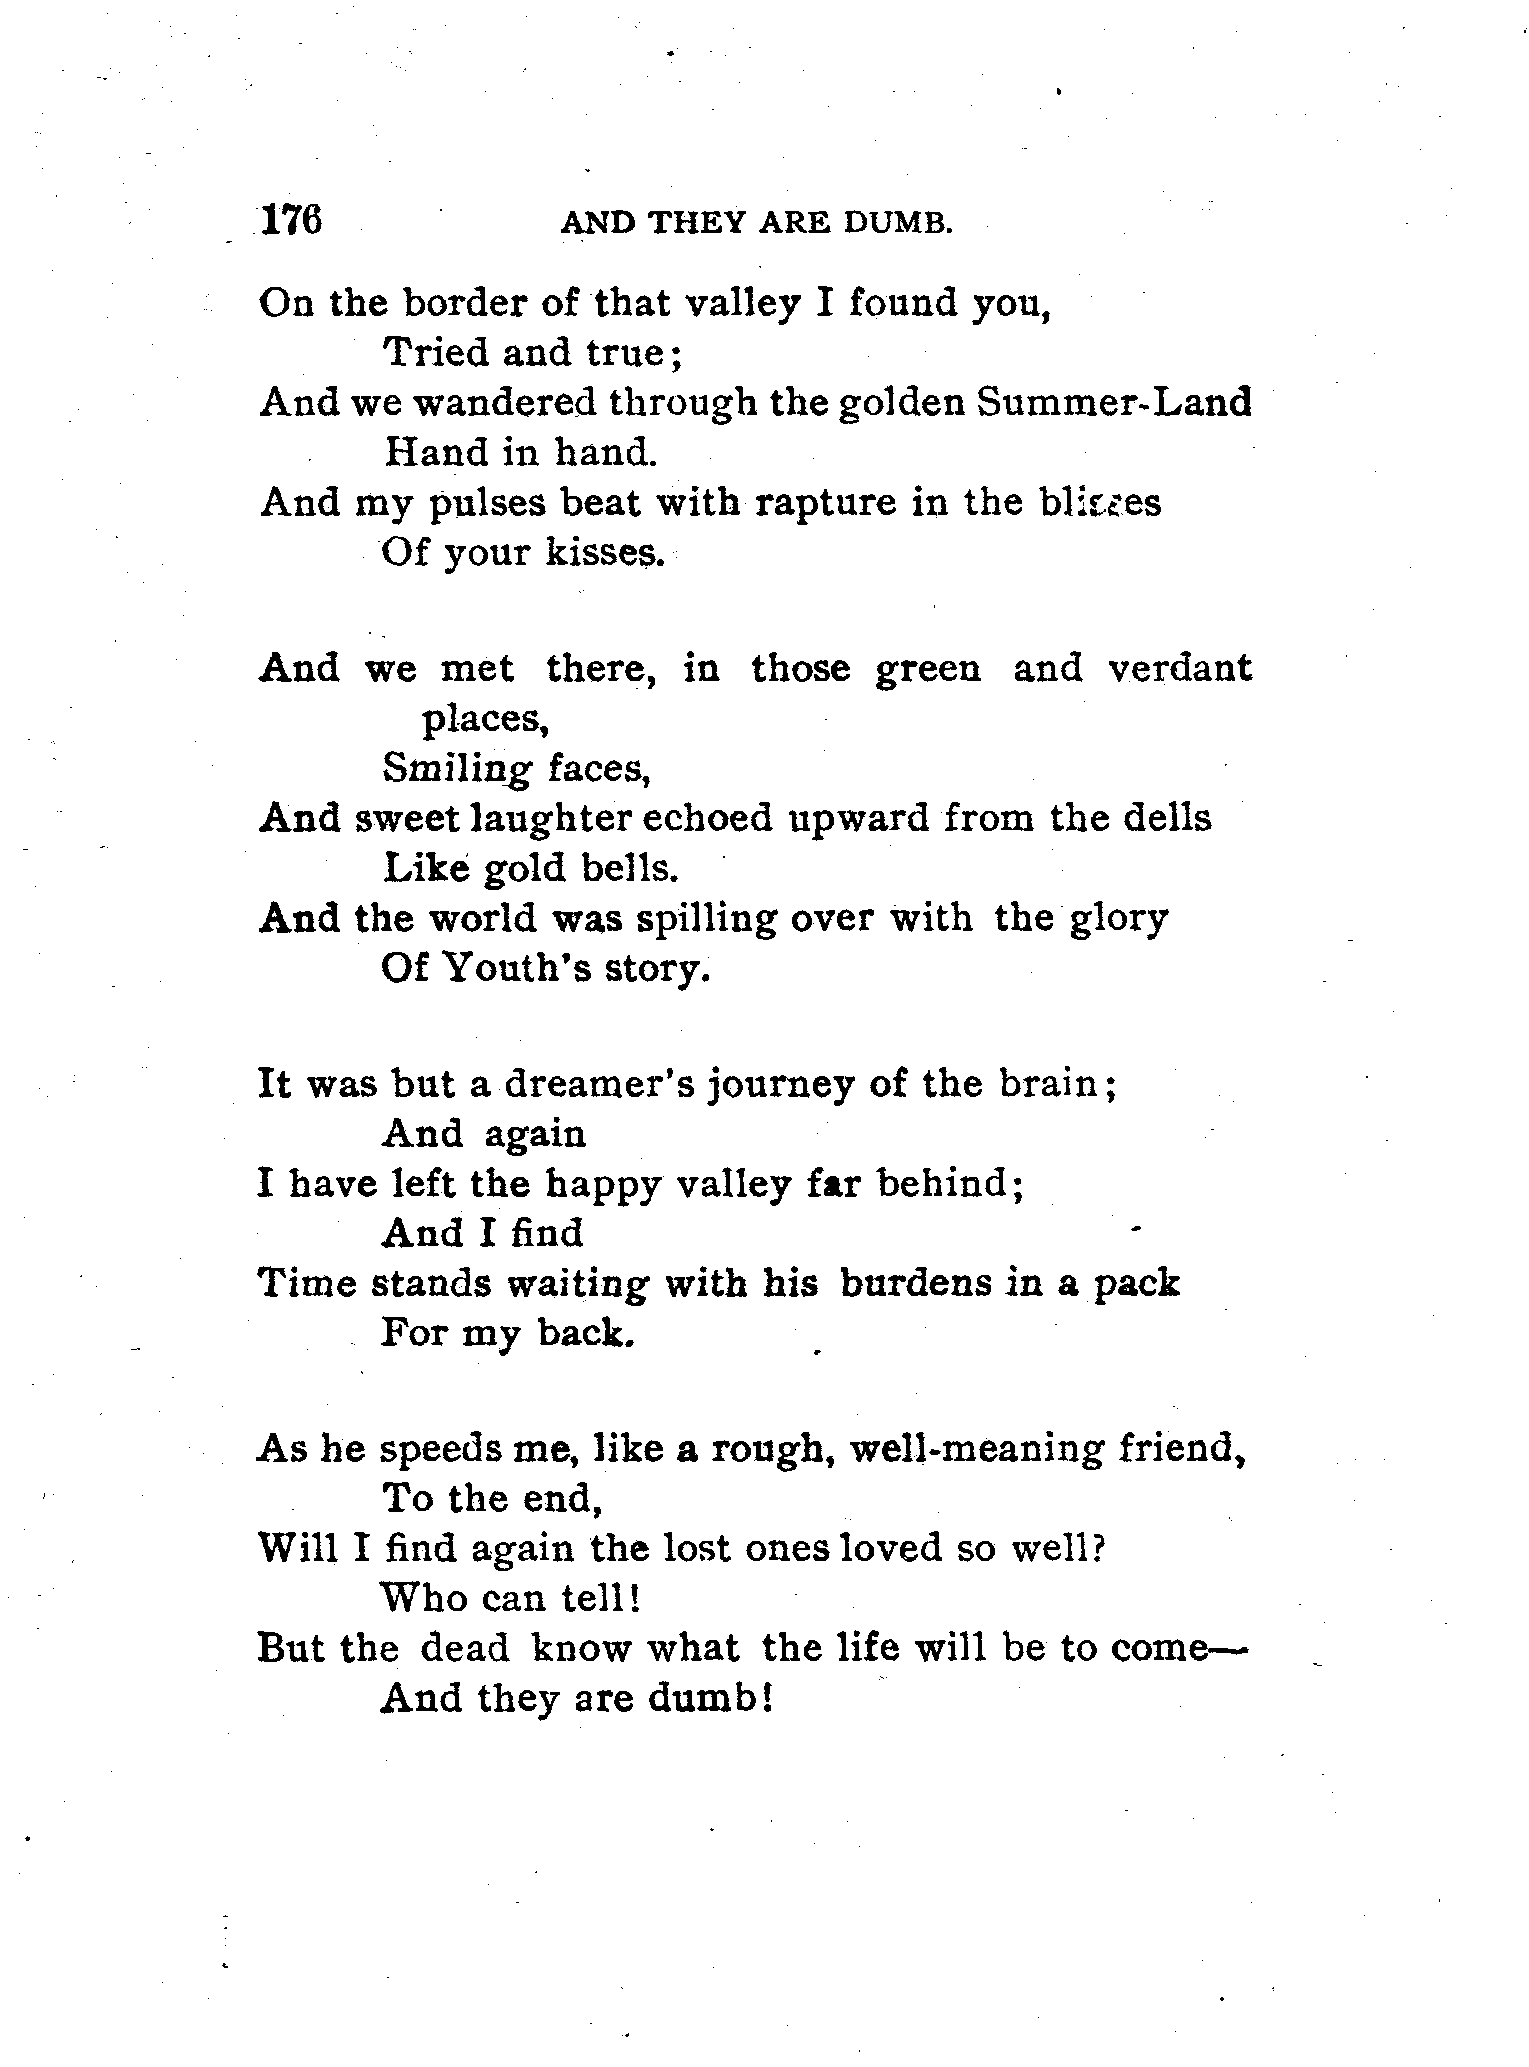 176 AND THEY ARE DUMB.
On the border of that valley I found you,
Tried and true;
And we wandered through the golden Summer-Land
Hand in hand.
And my pulses beat with rapture in the blisses
Of your kisses.
And we met there, in those green and verdant
places,
Smiling faces,
And sweet laughter echoed upward from the dells
Like gold bells.
And the world was spilling over with the glory
Of Youth's story.
It was but a dreamer's journey of the brain;
And again
I have left the happy valley far behind;
And I find
Time stands waiting with his burdens in a pack
For my back.
As he speeds me, like a rough, well-meaning friend,
To the end,
Will I find again the lost ones loved so well?
Who can tell!
But the dead know what the life will be to come—
And they are dumb!